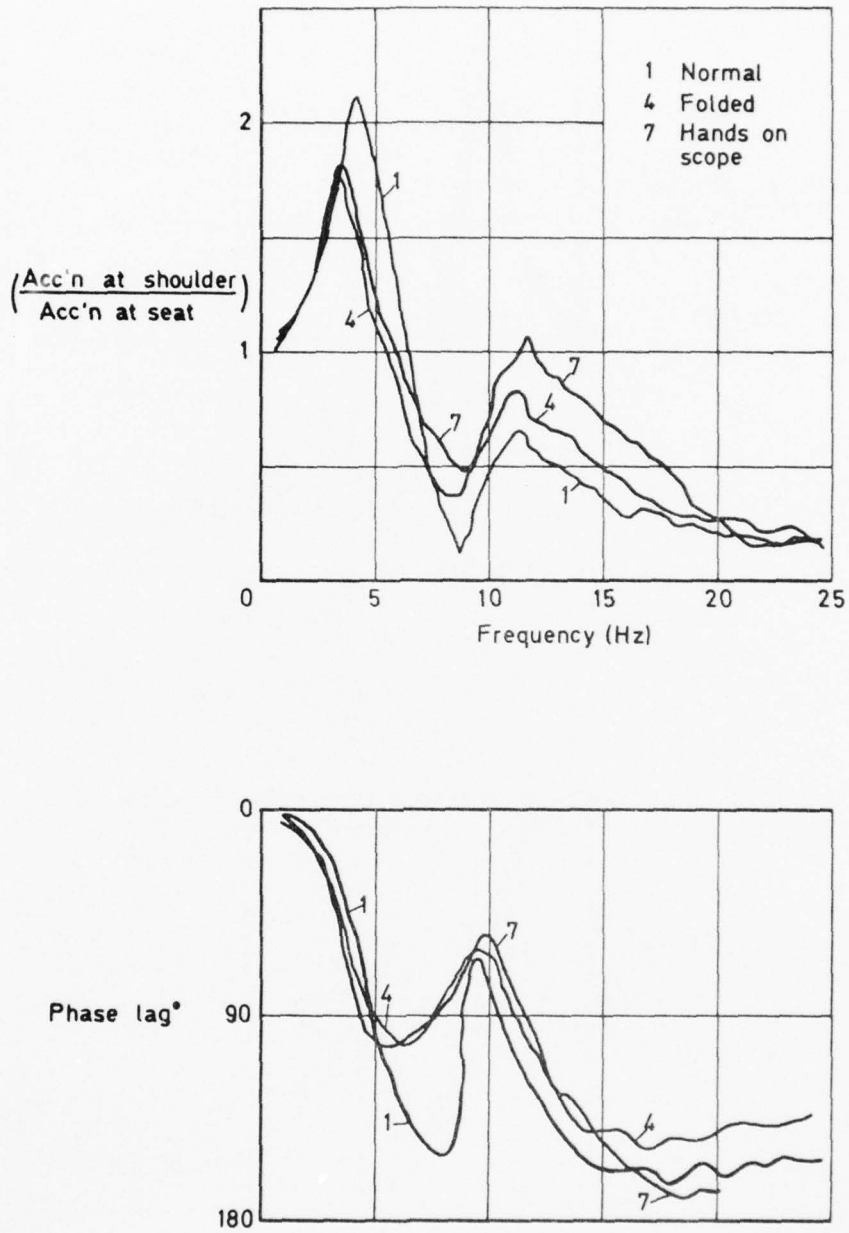 1 Normal
4 Folded
7 Hands on
scope
2
1
(Acc'n at shoulder)
Acc'n at seat
1
4
7
7
4
1
0 5 10 15 20 25
Frequency (Hz)
0
1
7
4
Phase lag°
90
1
4
7
180